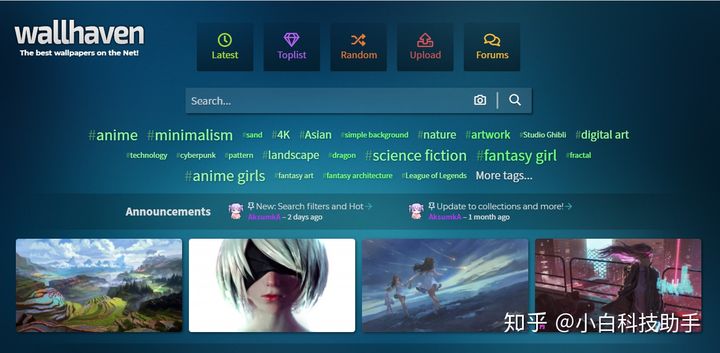 wallhaven
The best wallpapers on the Net!
Latest
Toplist
Random
Upload
Forums
Search...
#anime #minimalism #sand #4K #Asian #simple background #nature #artwork #Studio Ghibli #digital art
#technology #cyberpunk #pattern #landscape #dragon #science fiction #fantasy girl #fractal
#anime girls #fantasy art #fantasy architecture #League of Legends More tags...
Announcements
New: Search filters and Hot
AksumkA – 2 days ago
Update to collections and more!
AksumkA – 1 month ago
知乎 @小白科技助手